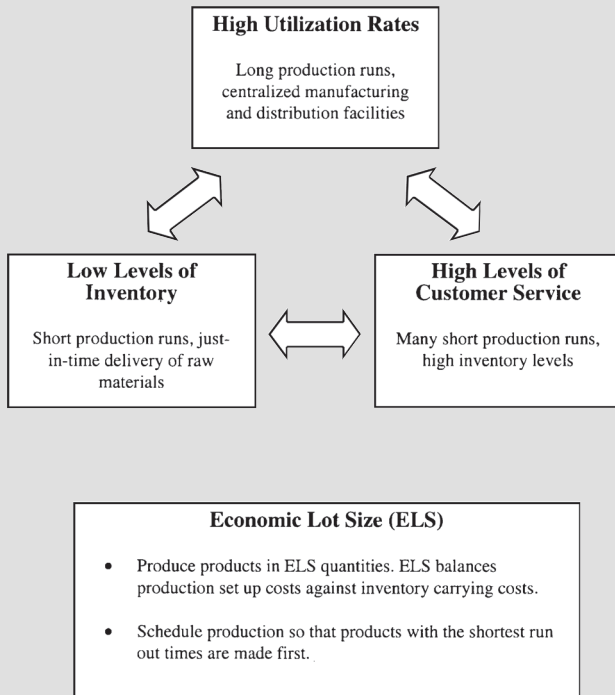 High Utilization Rates
Long production runs,
centralized manufacturing
and distribution facilities
Low Levels of
Inventory
Short production runs, just-
in-time delivery of raw
materials
High Levels of
Customer Service
Many short production runs,
high inventory levels
Economic Lot Size (ELS)
• Produce products in ELS quantities. ELS balances
production set up costs against inventory carrying costs.
• Schedule production so that products with the shortest run
out times are made first.